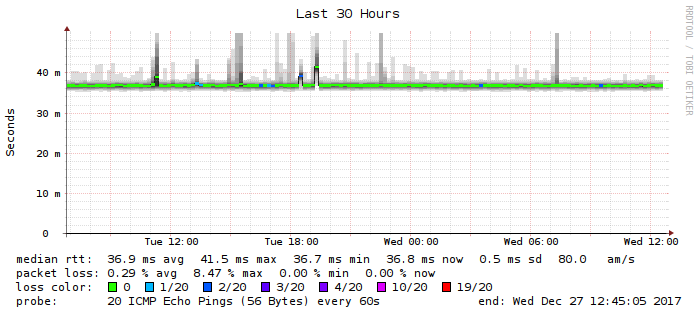 Last 30 Hours
RRDTOOL / TOBI OETIKER
Seconds
40 m
30 m
20 m
10 m
0
Tue 12:00 Tue 18:00 Wed 00:00 Wed 06:00 Wed 12:00
median rtt: 36.9 ms avg 41.5 ms max 36.7 ms min 36.8 ms now 0.5 ms sd 80.0 am/s
packet loss: 0.29 % avg 8.47 % max 0.00 % min 0.00 % now
loss color: 0 1/20 2/20 3/20 4/20 10/20 19/20
probe: 20 ICMP Echo Pings (56 Bytes) every 60s end: Wed Dec 27 12:45:05 2017